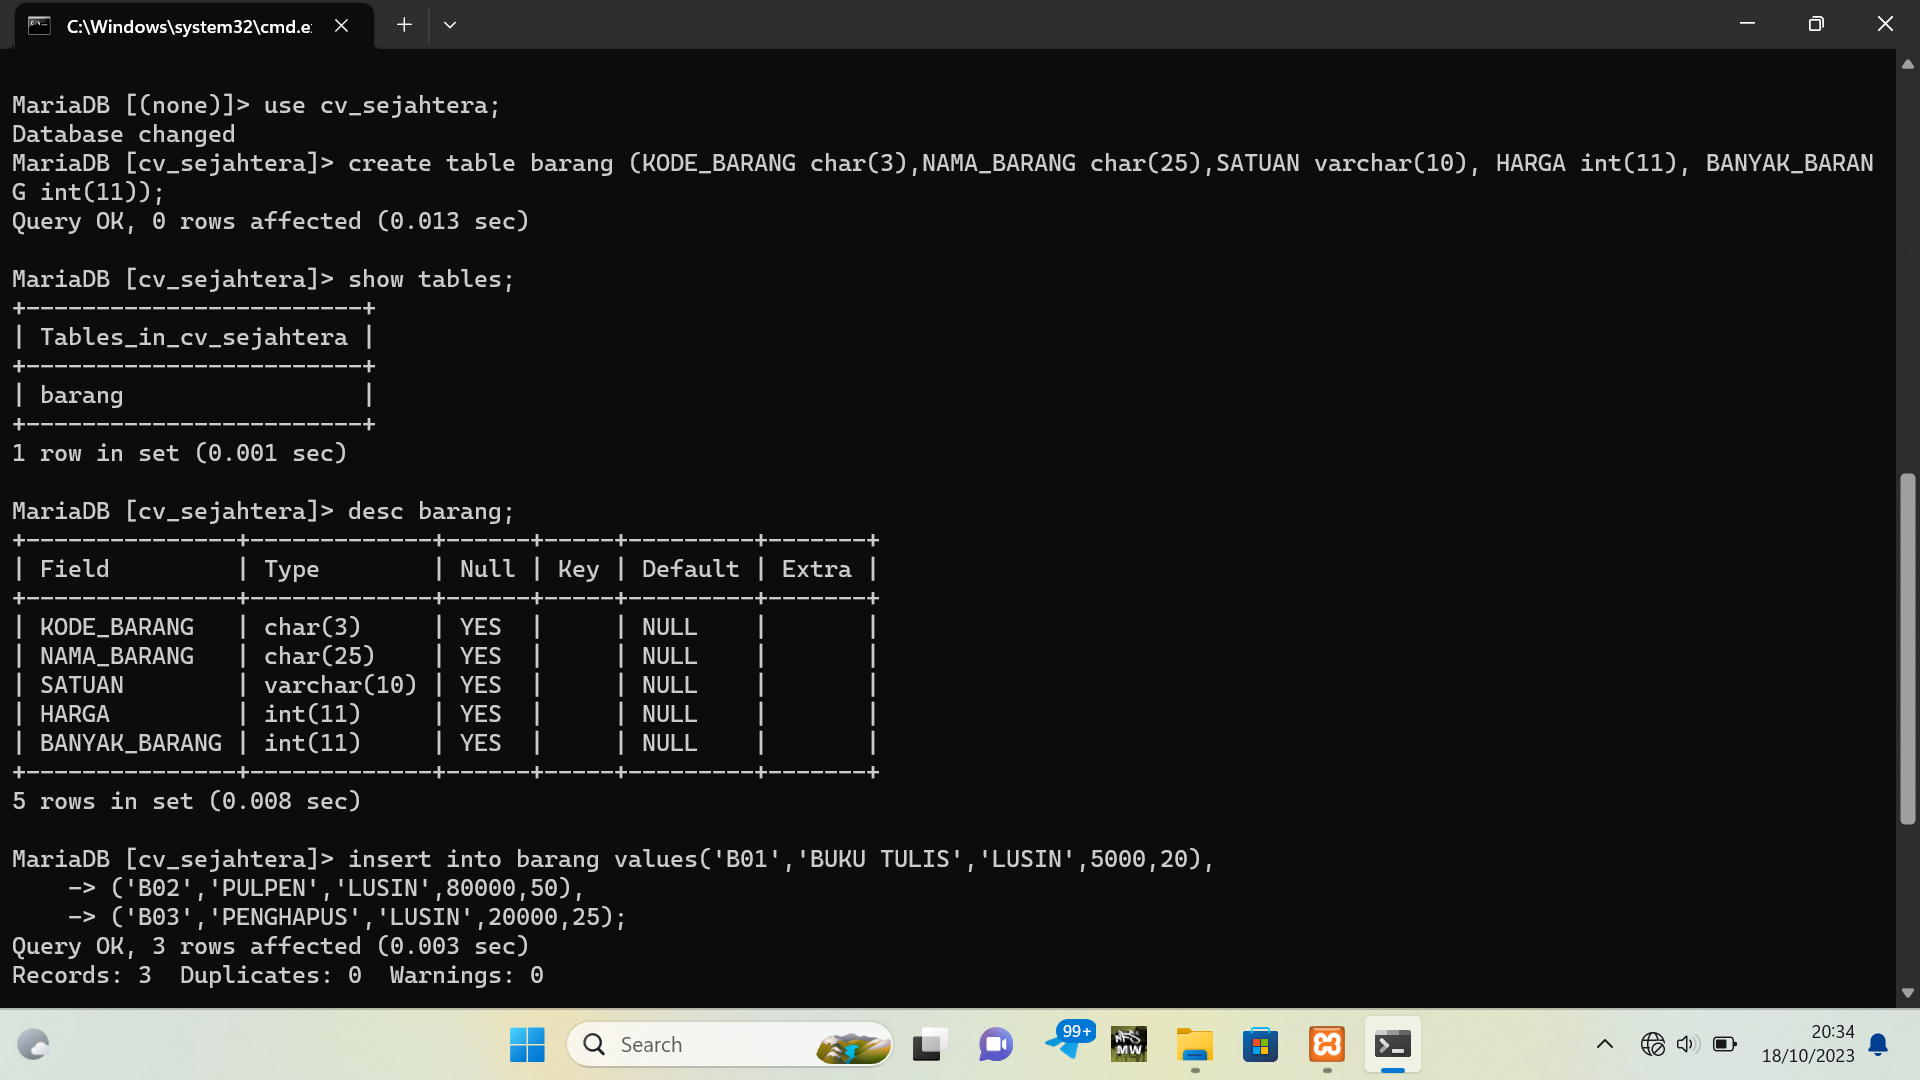 C:\Windows\system32\cmd.e:
MariaDB [(none)]> use cv_sejahtera;
Database changed
MariaDB [cv_sejahtera]> create table barang (KODE_BARANG char(3),NAMA_BARANG char(25),SATUAN varchar(10), HARGA int(11), BANYAK_BARAN
G int(11));
Query OK, 0 rows affected (0.013 sec)
MariaDB [cv_sejahtera]> show tables;
+------------------------+
| Tables_in_cv_sejahtera |
+------------------------+
| barang                 |
+------------------------+
1 row in set (0.001 sec)
MariaDB [cv_sejahtera]> desc barang;
+---------------+-------------+------+-----+---------+-------+
| Field         | Type        | Null | Key | Default | Extra |
+---------------+-------------+------+-----+---------+-------+
| KODE_BARANG   | char(3)     | YES  |     | NULL    |       |
| NAMA_BARANG   | char(25)    | YES  |     | NULL    |       |
| SATUAN        | varchar(10) | YES  |     | NULL    |       |
| HARGA         | int(11)     | YES  |     | NULL    |       |
| BANYAK_BARANG | int(11)     | YES  |     | NULL    |       |
+---------------+-------------+------+-----+---------+-------+
5 rows in set (0.008 sec)
MariaDB [cv_sejahtera]> insert into barang values('B01','BUKU TULIS','LUSIN',5000,20),
    -> ('B02','PULPEN','LUSIN',80000,50),
    -> ('B03','PENGHAPUS','LUSIN',20000,25);
Query OK, 3 rows affected (0.003 sec)
Records: 3  Duplicates: 0  Warnings: 0
Search
99+
NFS
MW
20:34
18/10/2023